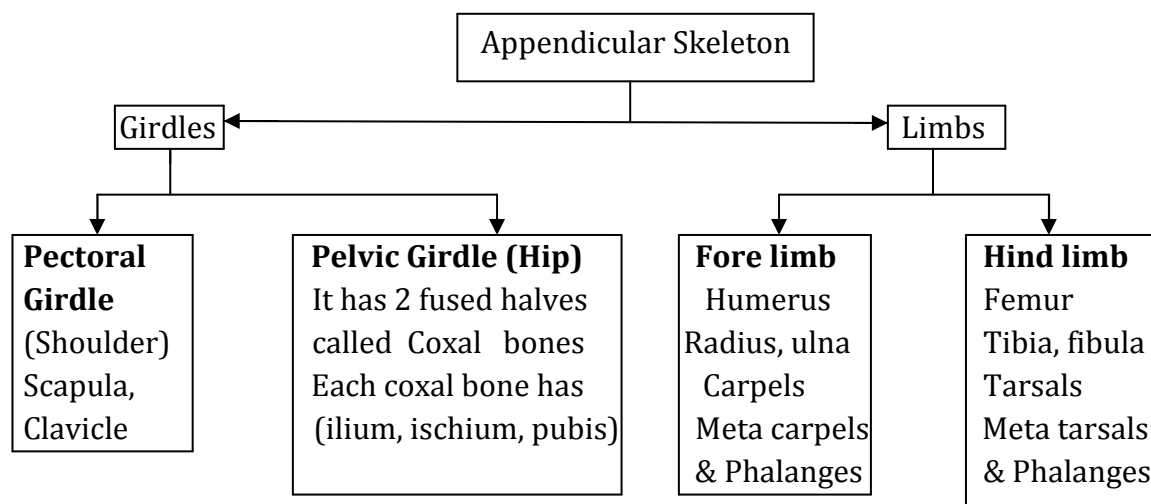 Appendicular Skeleton
Girdles
Limbs
Pectoral
Girdle
(Shoulder)
Scapula,
Clavicle
Pelvic Girdle (Hip)
It has 2 fused halves
called Coxal bones
Each coxal bone has
(ilium, ischium, pubis)
Fore limb
Humerus
Radius, ulna
Carpels
Meta carpels
& Phalanges
Hind limb
Femur
Tibia, fibula
Tarsals
Meta tarsals
& Phalanges